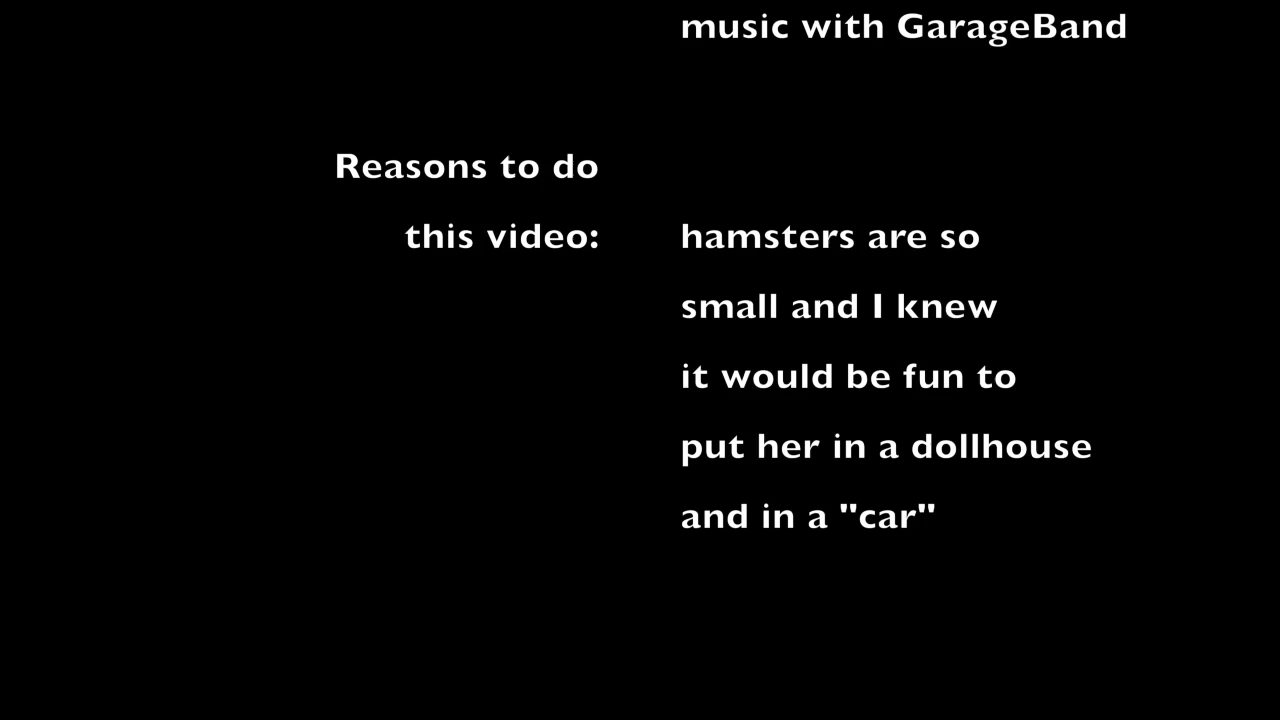 music with GarageBand
Reasons to do
this video:
hamsters are so
small and I knew
it would be fun to
put her in a dollhouse
and in a "car"